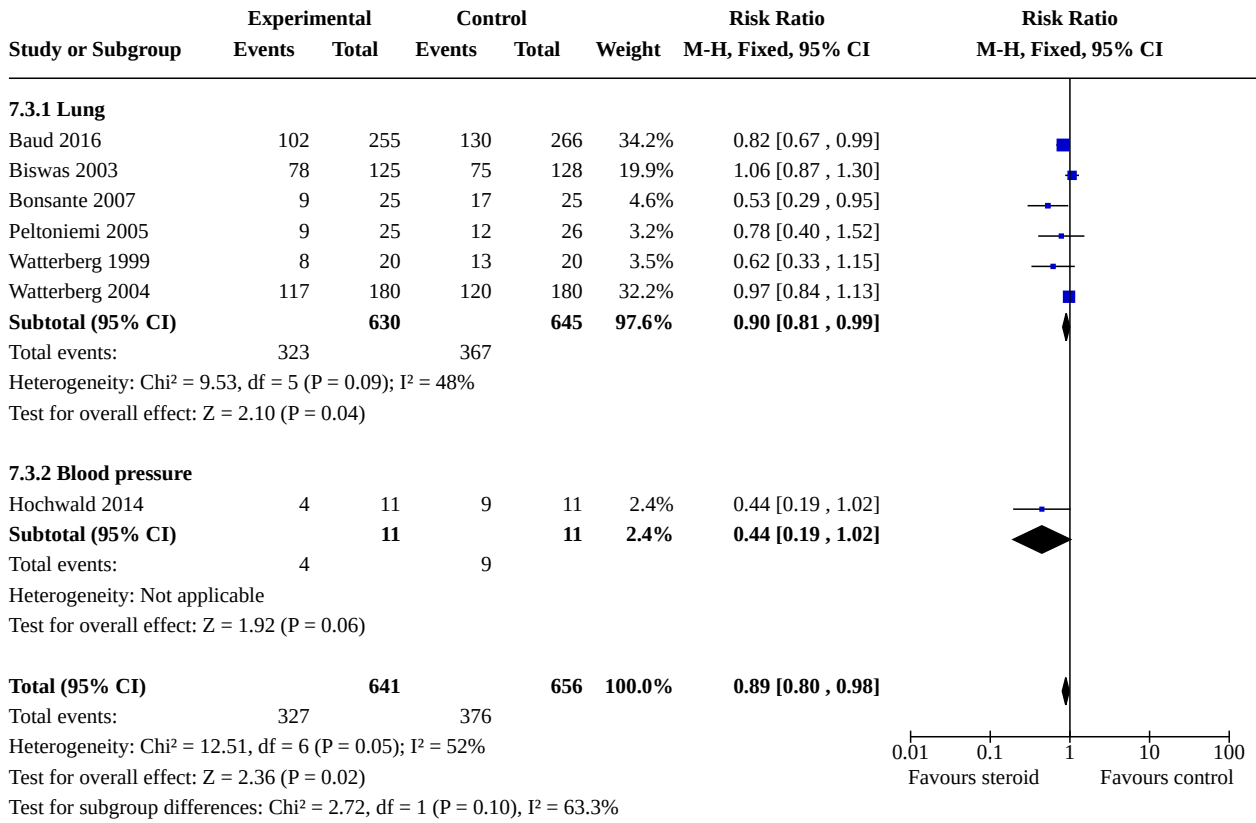 Experimental Control Risk Ratio Risk Ratio
Study or Subgroup Events Total Events Total Weight M-H, Fixed, 95% CI M-H, Fixed, 95% CI
7.3.1 Lung
Baud 2016 102 255 130 266 34.2% 0.82 [0.67 , 0.99]
Biswas 2003 78 125 75 128 19.9% 1.06 [0.87 , 1.30]
Bonsante 2007 9 25 17 25 4.6% 0.53 [0.29 , 0.95]
Peltoniemi 2005 9 25 12 26 3.2% 0.78 [0.40 , 1.52]
Watterberg 1999 8 20 13 20 3.5% 0.62 [0.33 , 1.15]
Watterberg 2004 117 180 120 180 32.2% 0.97 [0.84 , 1.13]
Subtotal (95% CI) 630 645 97.6% 0.90 [0.81 , 0.99]
Total events: 323 367
Heterogeneity: Chi² = 9.53, df = 5 (P = 0.09); I² = 48%
Test for overall effect: Z = 2.10 (P = 0.04)
7.3.2 Blood pressure
Hochwald 2014 4 11 9 11 2.4% 0.44 [0.19 , 1.02]
Subtotal (95% CI) 11 11 2.4% 0.44 [0.19 , 1.02]
Total events: 4 9
Heterogeneity: Not applicable
Test for overall effect: Z = 1.92 (P = 0.06)
Total (95% CI) 641 656 100.0% 0.89 [0.80 , 0.98]
Total events: 327 376
Heterogeneity: Chi² = 12.51, df = 6 (P = 0.05); I² = 52%
0.01 0.1 1 10 100
Test for overall effect: Z = 2.36 (P = 0.02)
Favours steroid Favours control
Test for subgroup differences: Chi² = 2.72, df = 1 (P = 0.10), I² = 63.3%